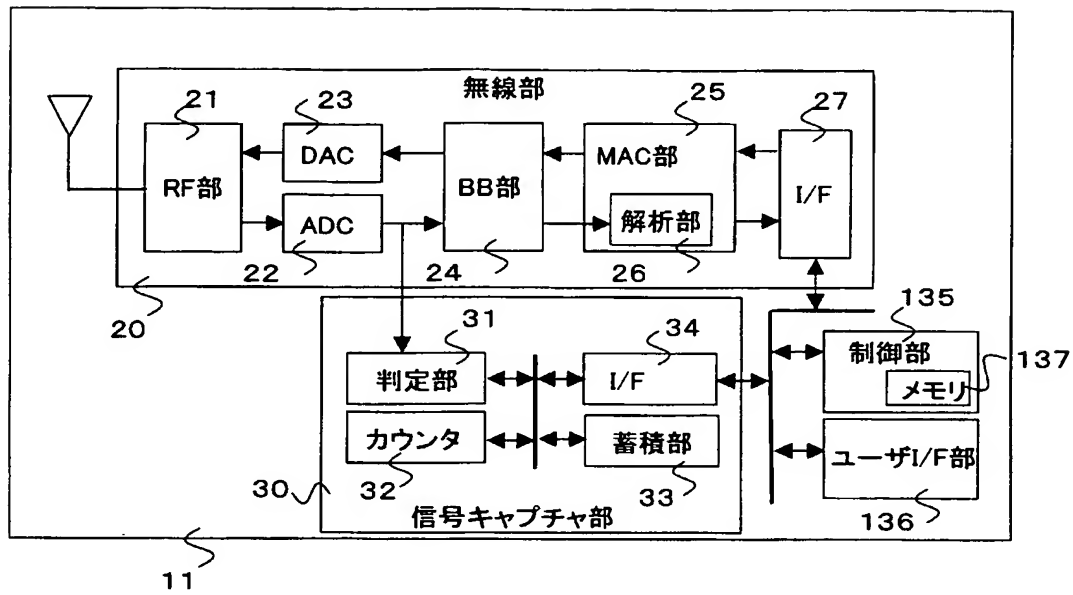 無線部
21
23
25
27
RF部
DAC
ADC
BB部
MAC部
解析部
I/F
22
24
26
20
31
34
135
判定部
I/F
制御部
メモリ
137
カウンタ
蓄積部
ユーザI/F部
30
32
33
136
信号キャプチャ部
11